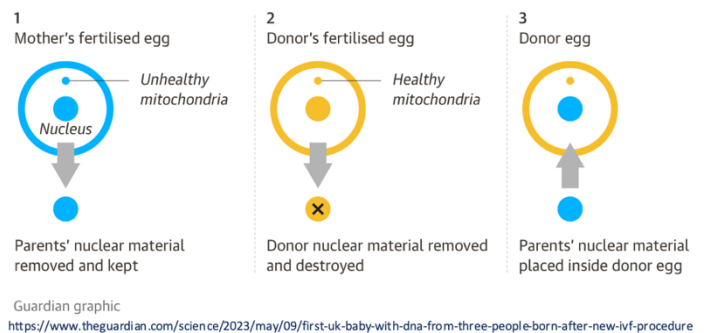 1
Mother's fertilised egg
Unhealthy
mitochondria
Nucleus
Parents' nuclear material
removed and kept
2
Donor's fertilised egg
Healthy
mitochondria
×
Donor nuclear material removed
and destroyed
3
Donor egg
Parents' nuclear material
placed inside donor egg
Guardian graphic
https://www.theguardian.com/science/2023/may/09/first-uk-baby-with-dna-from-three-people-born-after-new-ivf-procedure